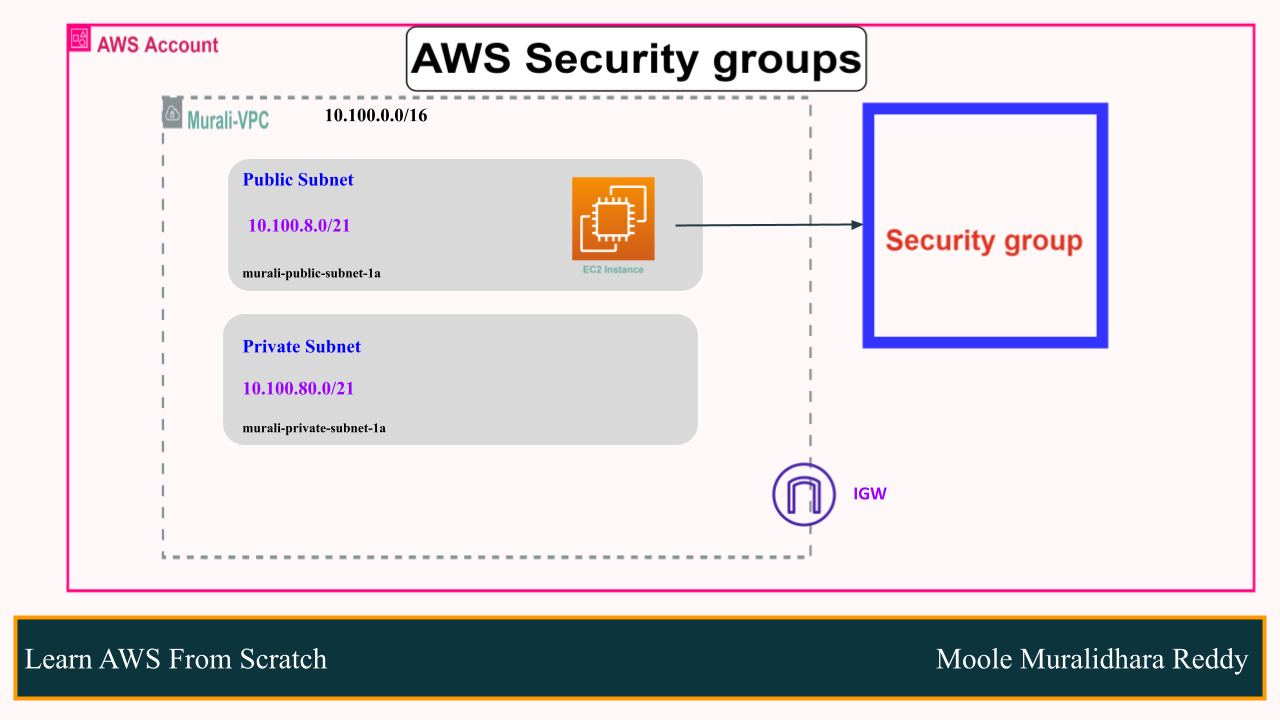 AWS Account
AWS Security groups
Murali-VPC
10.100.0.0/16
Public Subnet
10.100.8.0/21
murali-public-subnet-1a
EC2 Instance
Security group
Private Subnet
10.100.80.0/21
murali-private-subnet-1a
IGW
Learn AWS From Scratch
Moole Muralidhara Reddy